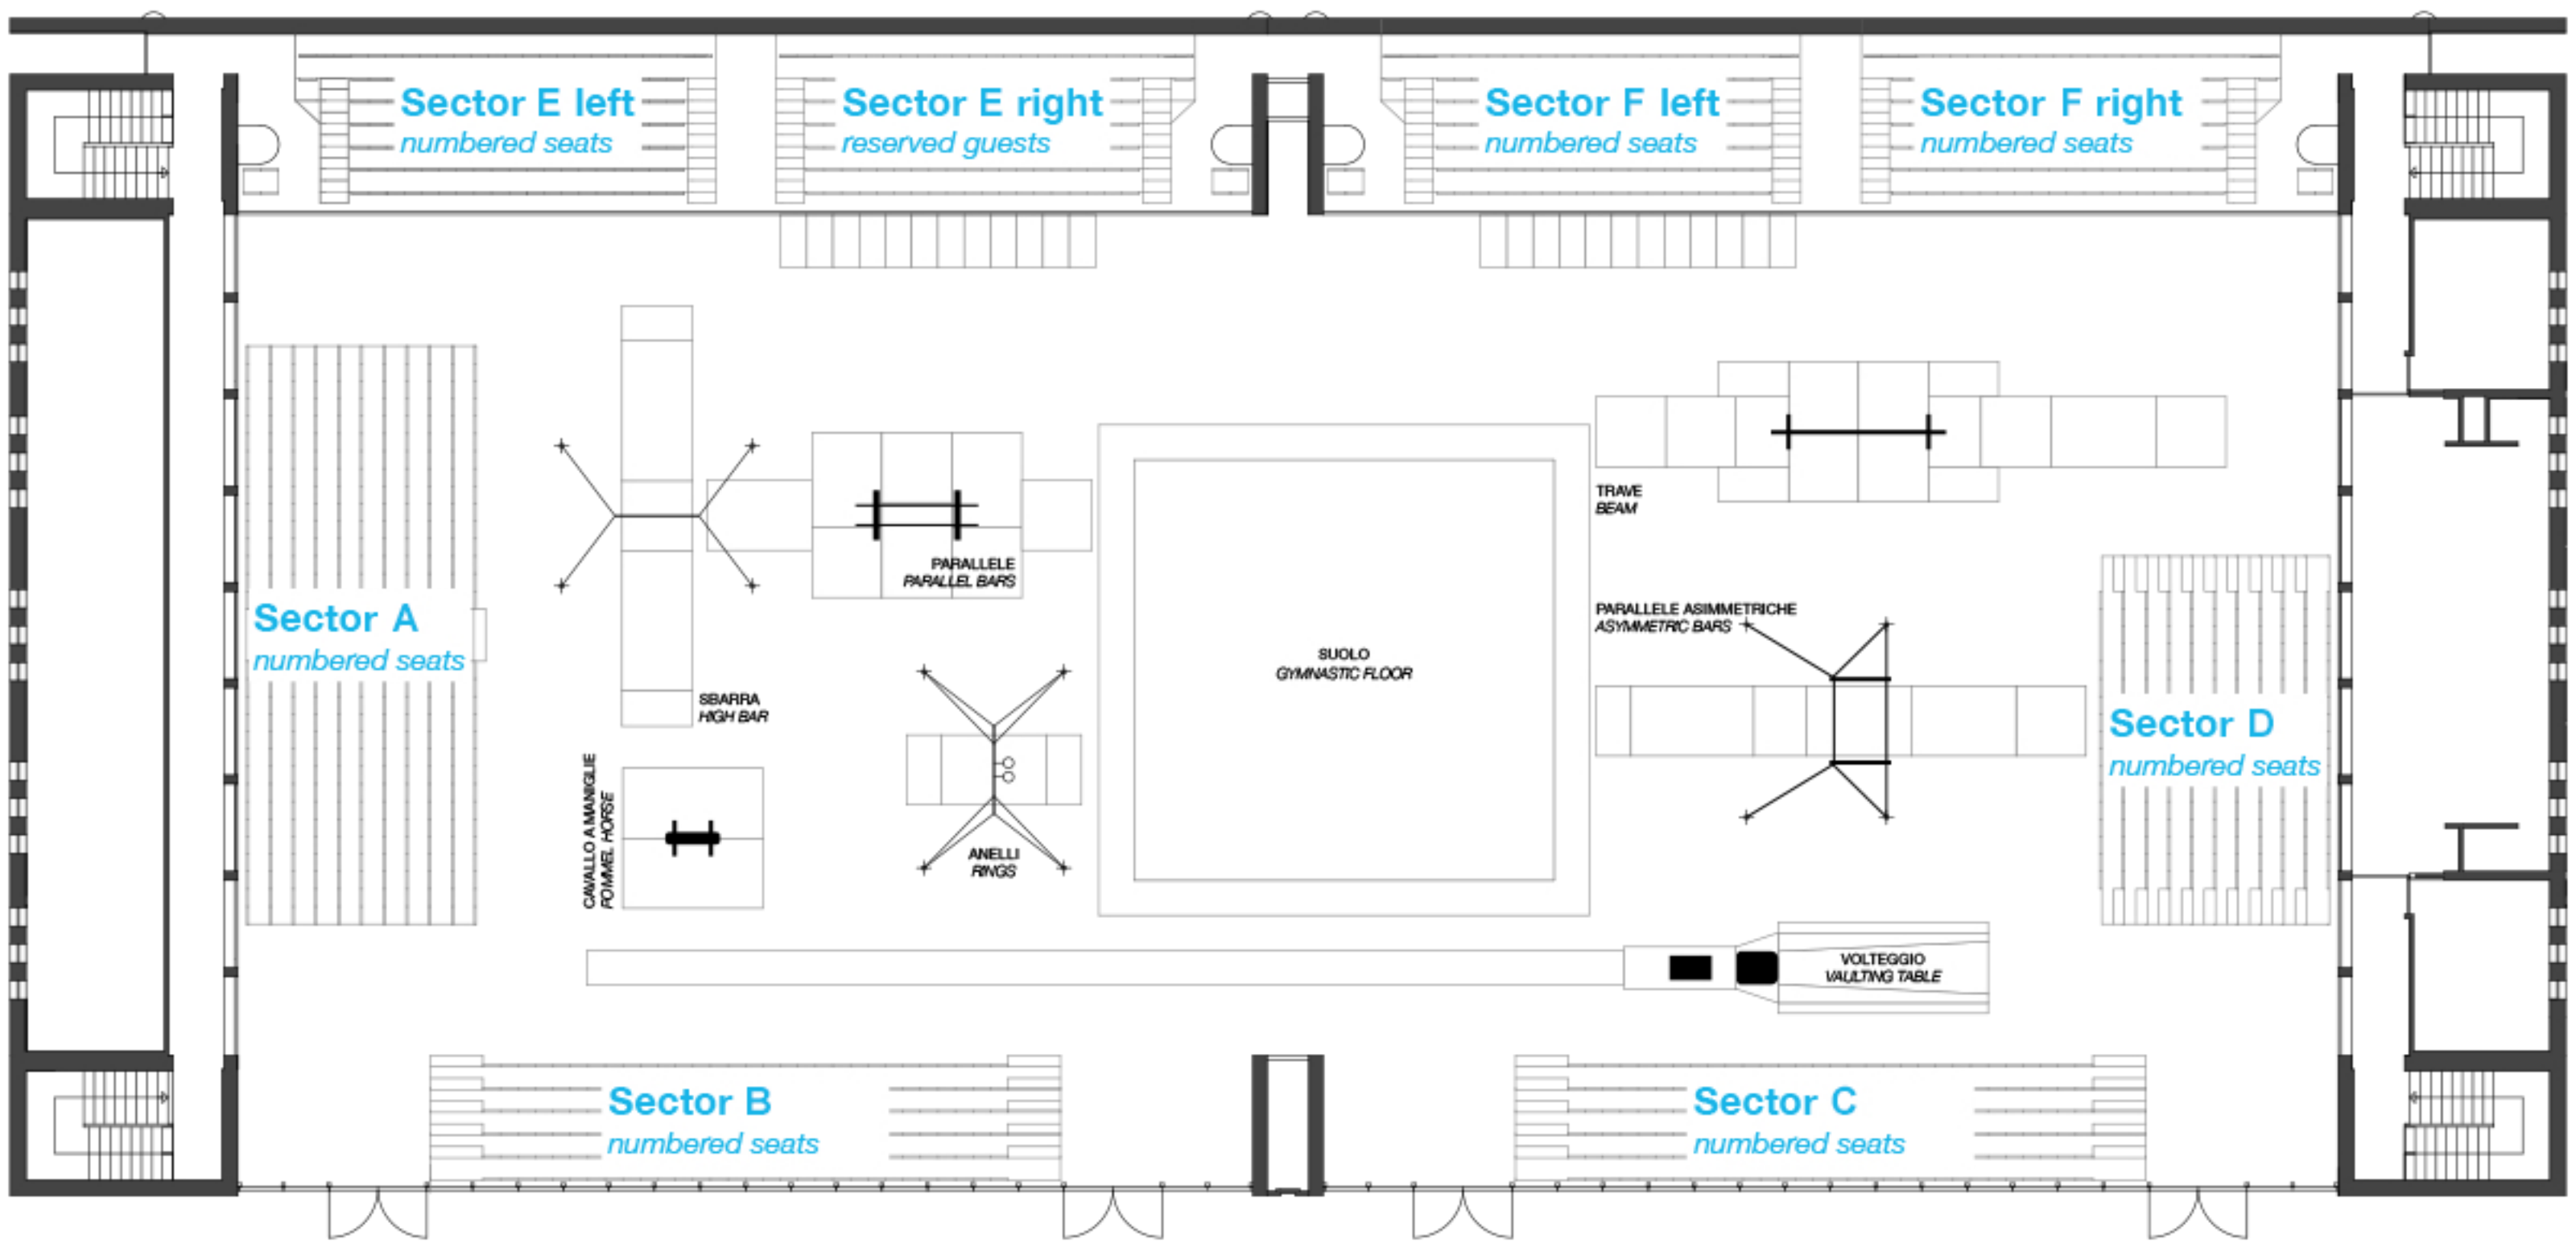 Sector E left
numbered seats
Sector E right
reserved guests
Sector F left
numbered seats
Sector F right
numbered seats
TRAVE
BEAM
PARALLELE
PARALLEL BARS
PARALLELE ASIMMETRICHE
ASYMMETRIC BARS
Sector A
numbered seats
SUOLO
GYMNASTIC FLOOR
SBARRA
HIGH BAR
Sector D
numbered seats
CAVALLO A MANIGLIE
POMMEL HORSE
ANELLI
RINGS
VOLTEGGIO
VAULTING TABLE
Sector B
numbered seats
Sector C
numbered seats